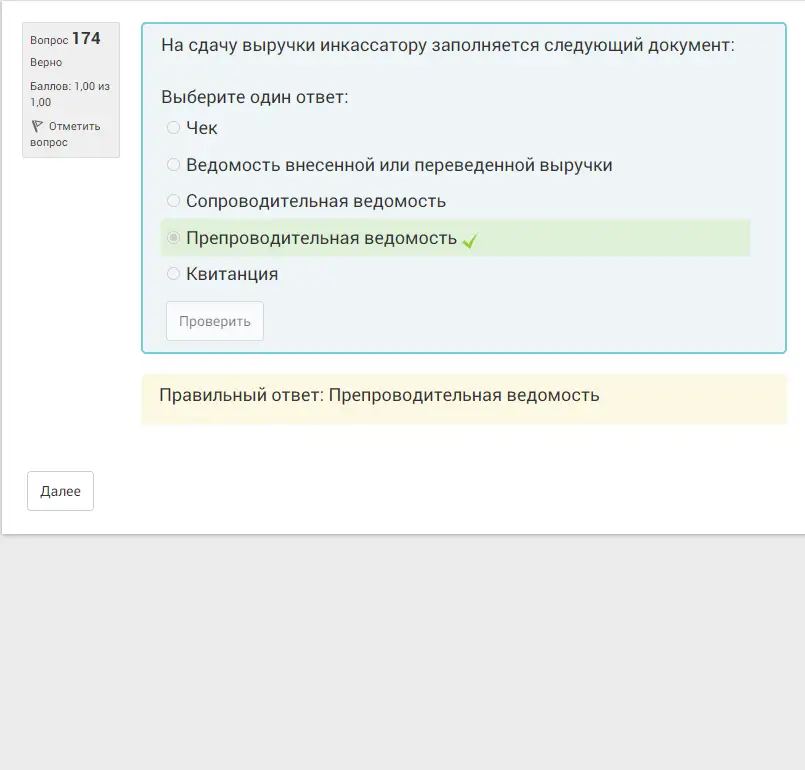 Вопрос 174
Верно
Баллов: 1,00 из
1,00
Отметить
вопрос
На сдачу выручки инкассатору заполняется следующий документ:
Выберите один ответ:
Чек
Ведомость внесенной или переведенной выручки
Сопроводительная ведомость
Препроводительная ведомость
Квитанция
Проверить
Правильный ответ: Препроводительная ведомость
Далее